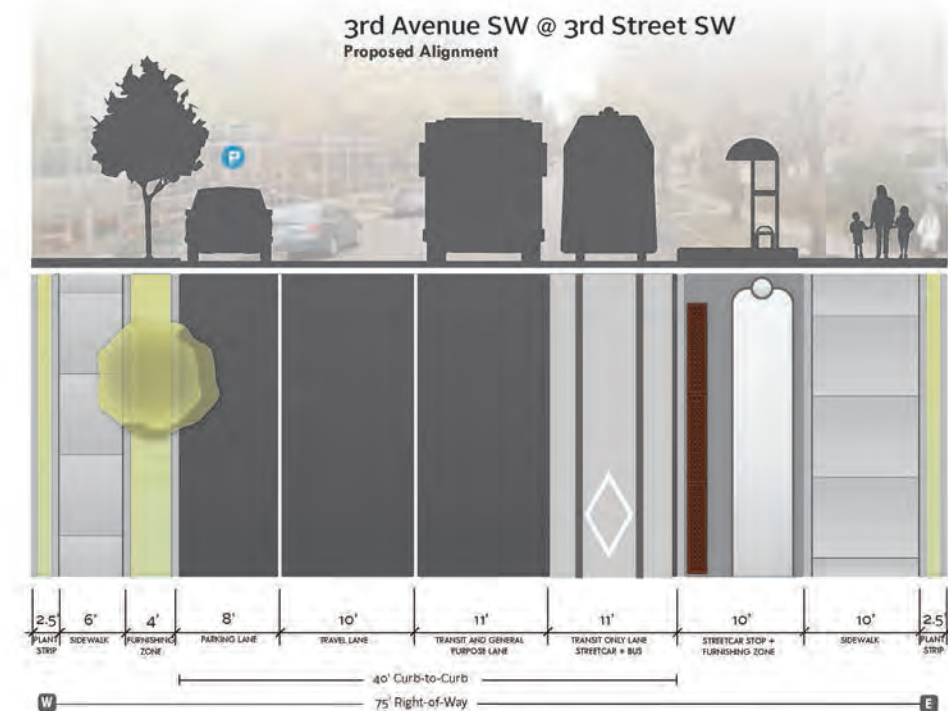 3rd Avenue SW @ 3rd Street SW
Proposed Alignment
P
2.5' 6' 4' 8' 10' 11' 11' 10' 10' 2.5'
PLANT STRIP
SIDEWALK
FURNISHING ZONE
PARKING LANE
TRAVEL LANE
TRANSIT AND GENERAL
PURPOSE LANE
TRANSIT ONLY LANE
STREETCAR + BUS
STREETCAR STOP +
FURNISHING ZONE
SIDEWALK
PLANT STRIP
40' Curb-to-Curb
W 75' Right-of-Way E